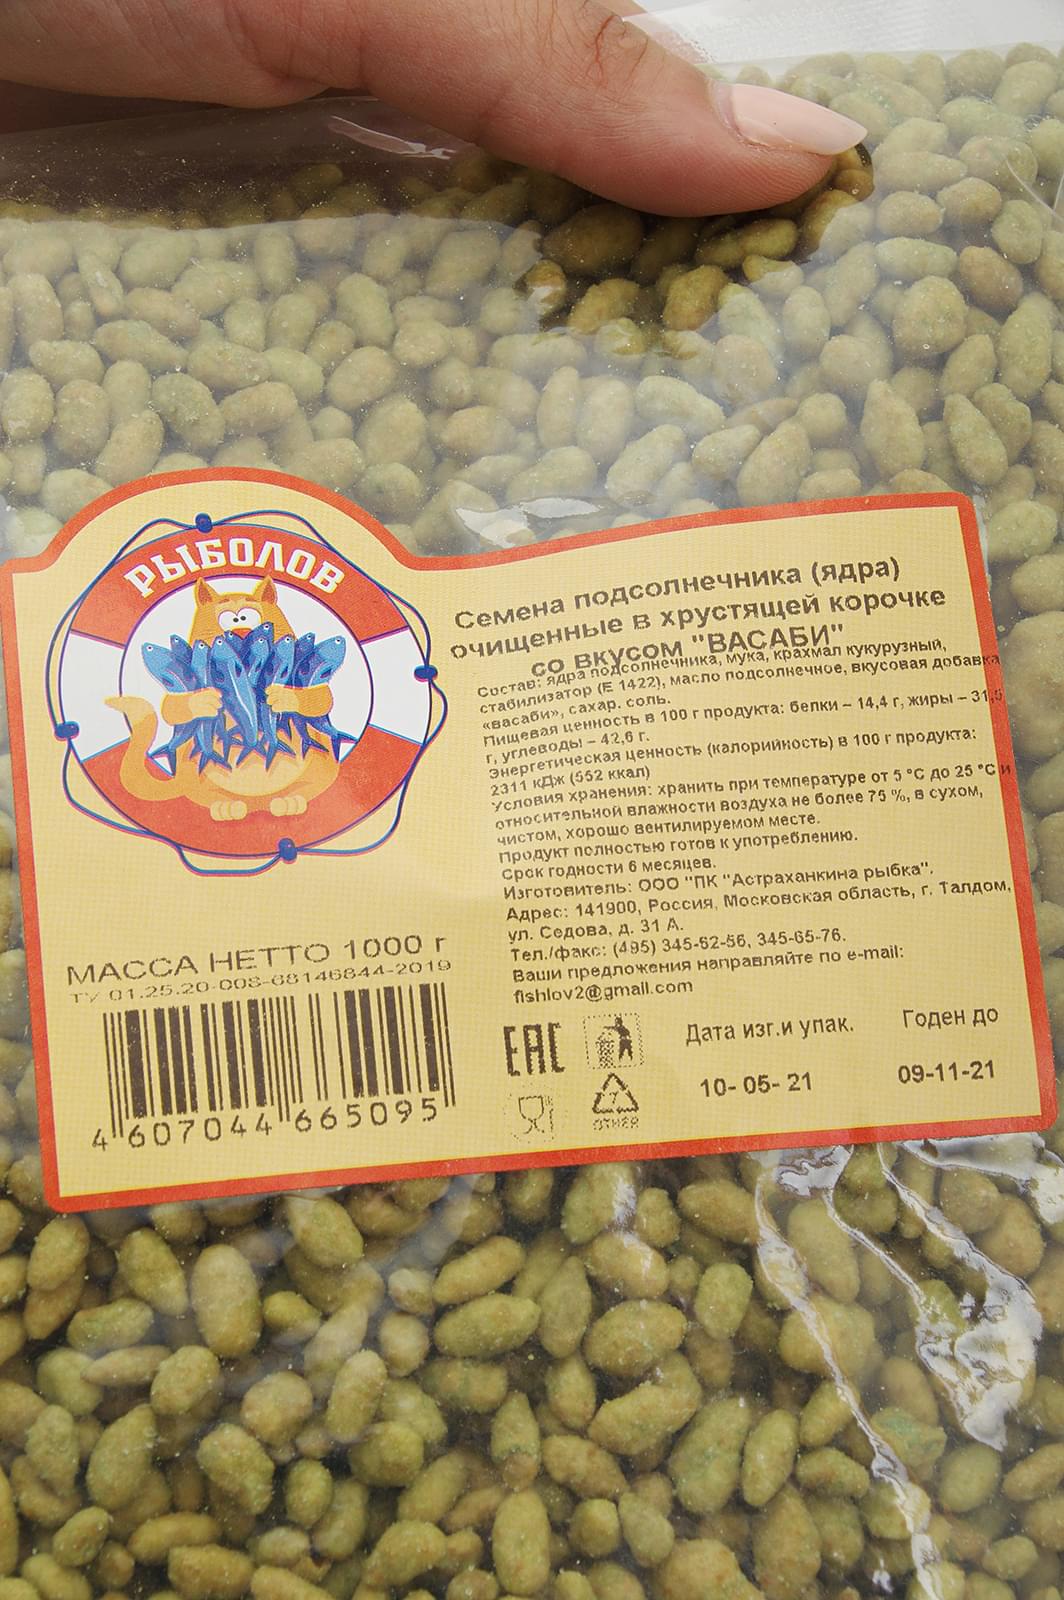 РЫБОЛОВ
Семена подсолнечника (ядра)
очищенные в хрустящей корочке
со вкусом "ВАСАБИ"
Состав: ядра подсолнечника, мука, крахмал кукурузный,
стабилизатор (Е 1422), масло подсолнечное, вкусовая добавка
«васаби», сахар. соль.
Пищевая ценность в 100 г продукта: белки – 14,4 г, жиры – 31,5
г, углеводы – 42,6 г.
Энергетическая ценность (калорийность) в 100 г продукта:
2311 кДж (552 ккал)
Условия хранения: хранить при температуре от 5 °С до 25 °С и
относительной влажности воздуха не более 75 %, в сухом,
чистом, хорошо вентилируемом месте.
Продукт полностью готов к употреблению.
Срок годности 6 месяцев.
Изготовитель: ООО "ПК "Астраханкина рыбка".
Адрес: 141900, Россия, Московская область, г. Талдом,
ул. Седова, д. 31 А.
Тел./факс: (495) 345-52-56, 345-65-76.
Ваши предложения направляйте по e-mail:
fishlov2@gmail.com
МАССА НЕТТО 1000 г
ТУ 01.25.20-008-68146844-2019
4 607044 665095
EAC
7
OTHER
Дата изг.и упак.
Годен до
10- 05- 21
09-11-21